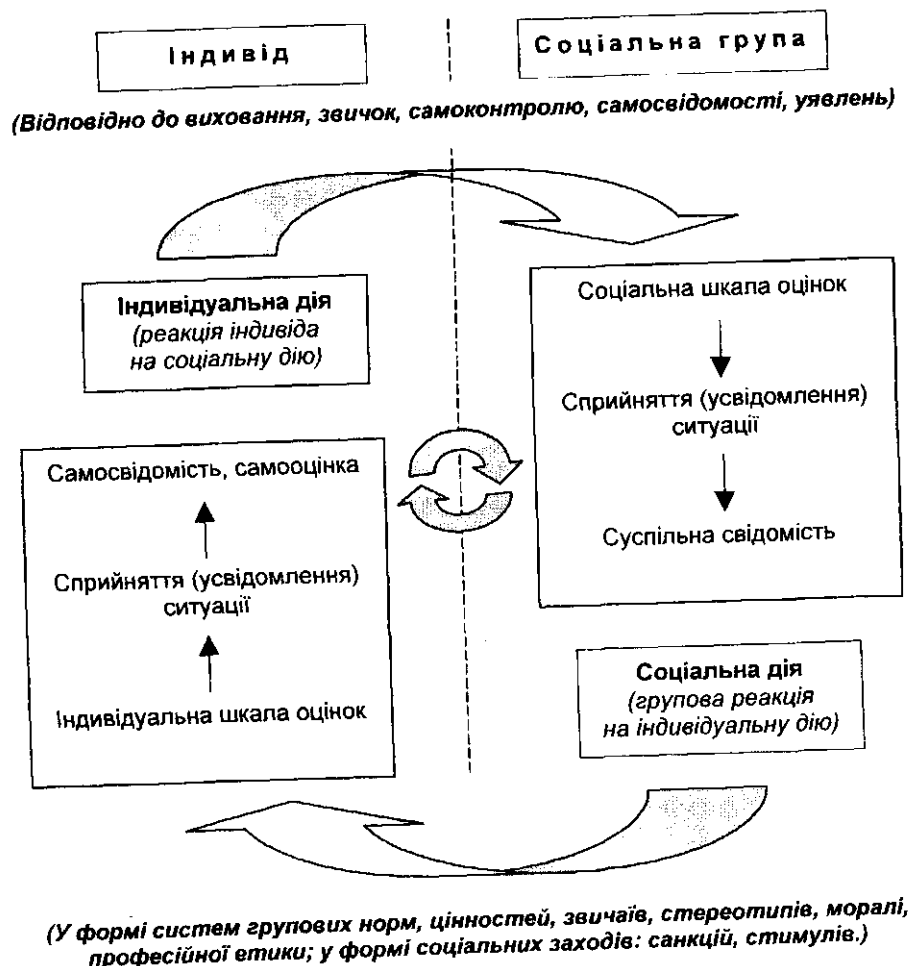 Індивід
Соціальна група
(Відповідно до виховання, звичок, самоконтролю, самосвідомості, уявлень)
Індивідуальна дія
(реакція індивіда
на соціальну дію)
Самосвідомість, самооцінка
Сприйняття (усвідомлення)
ситуації
Індивідуальна шкала оцінок
Соціальна шкала оцінок
Сприйняття (усвідомлення)
ситуації
Суспільна свідомість
Соціальна дія
(групова реакція
на індивідуальну дію)
(У формі систем групових норм, цінностей, звичаїв, стереотипів, моралі,
професійної етики; у формі соціальних заходів: санкцій, стимулів.)